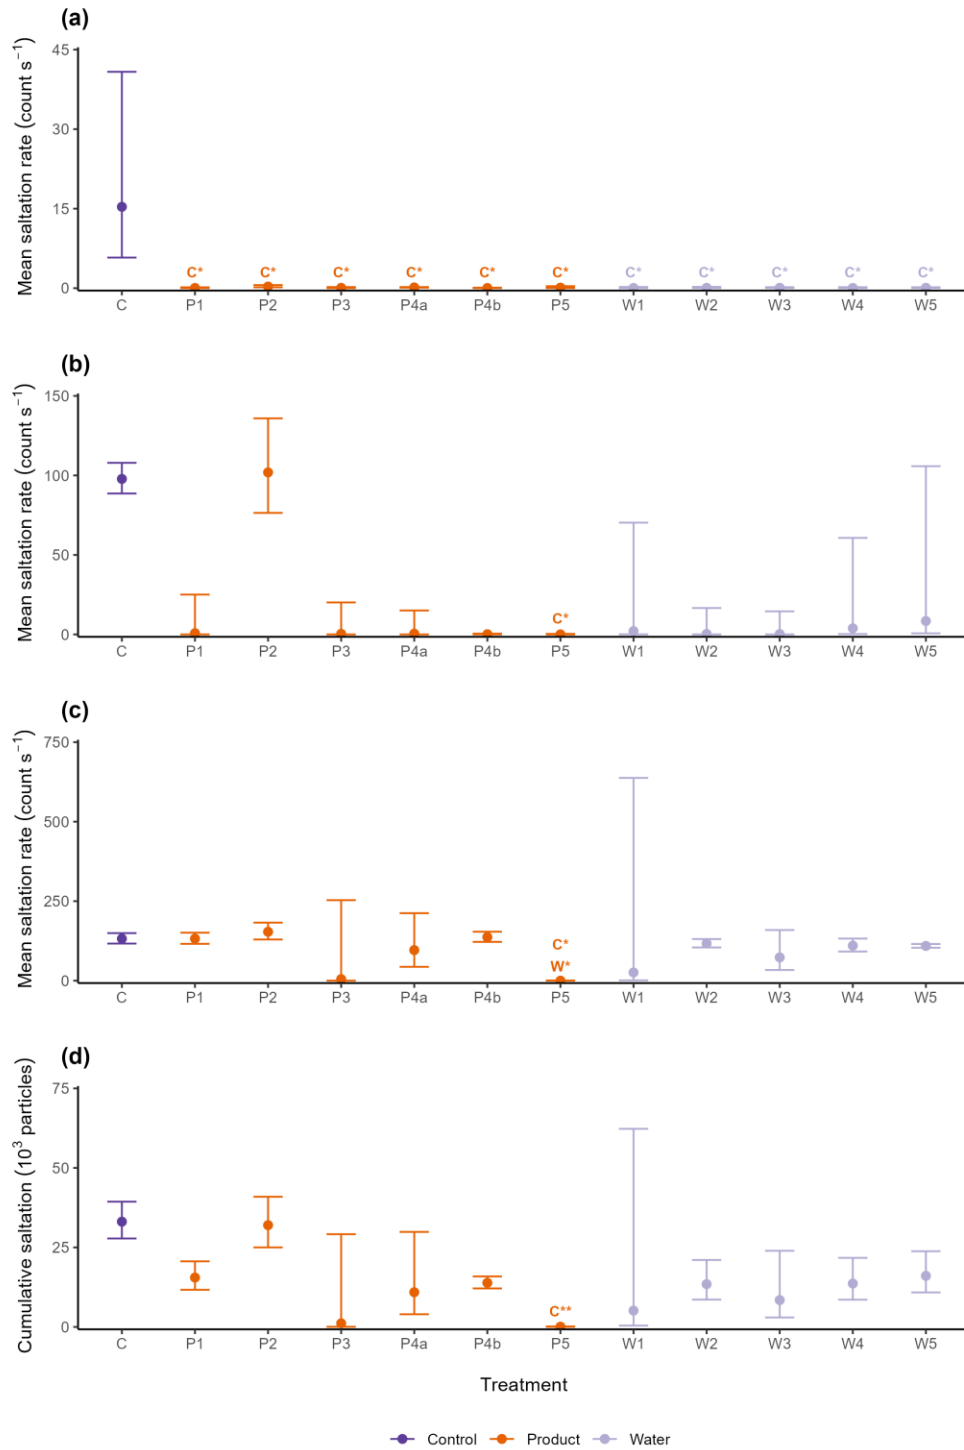 (a)
Mean saltation rate (count s⁻¹)
45
30
15
0
C* C* C* C* C* C* C* C* C* C* C*
C P1 P2 P3 P4a P4b P5 W1 W2 W3 W4 W5
(b)
Mean saltation rate (count s⁻¹)
150
100
50
0
C*
C P1 P2 P3 P4a P4b P5 W1 W2 W3 W4 W5
(c)
Mean saltation rate (count s⁻¹)
750
500
250
0
C*
W*
C P1 P2 P3 P4a P4b P5 W1 W2 W3 W4 W5
(d)
Cumulative saltation (10³ particles)
75
50
25
0
C**
C P1 P2 P3 P4a P4b P5 W1 W2 W3 W4 W5
Treatment
Control Product Water